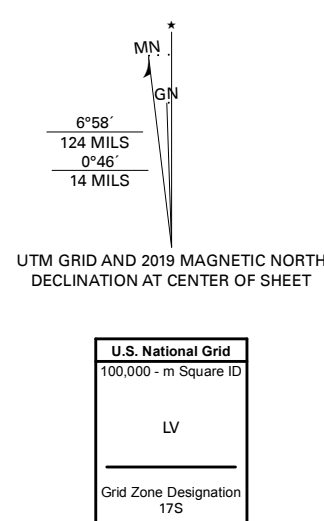 ★
MN
GN
6°58´
124 MILS
0°46´
14 MILS
UTM GRID AND 2019 MAGNETIC NORTH
DECLINATION AT CENTER OF SHEET
U.S. National Grid
100,000 - m Square ID
LV
Grid Zone Designation
17S